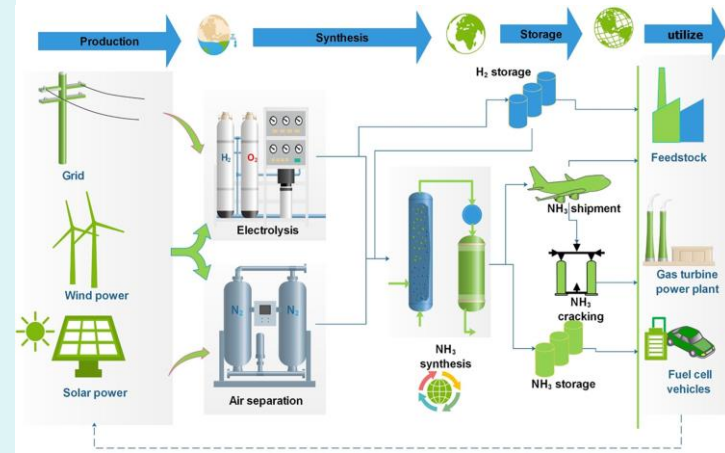 Production
Synthesis
Storage
utilize
H₂ storage
Grid
H₂
O₂
Electrolysis
Feedstock
NH₃ shipment
Wind power
N₂
N₂
NH₃
cracking
Gas turbine
power plant
Solar power
Air separation
NH₃
synthesis
NH₃ storage
Fuel cell
vehicles